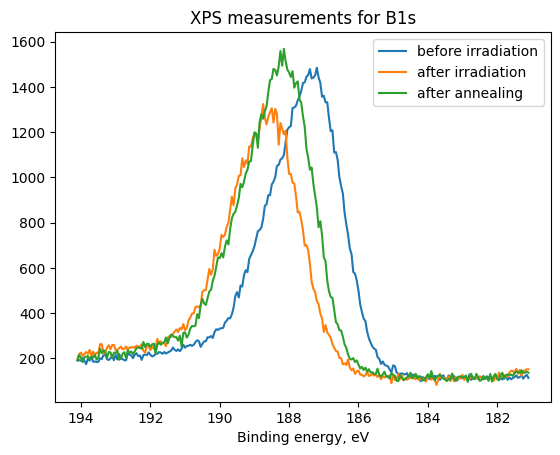 XPS measurements for B1s
before irradiation
after irradiation
after annealing
1600
1400
1200
1000
800
600
400
200
194 192 190 188 186 184 182
Binding energy, eV